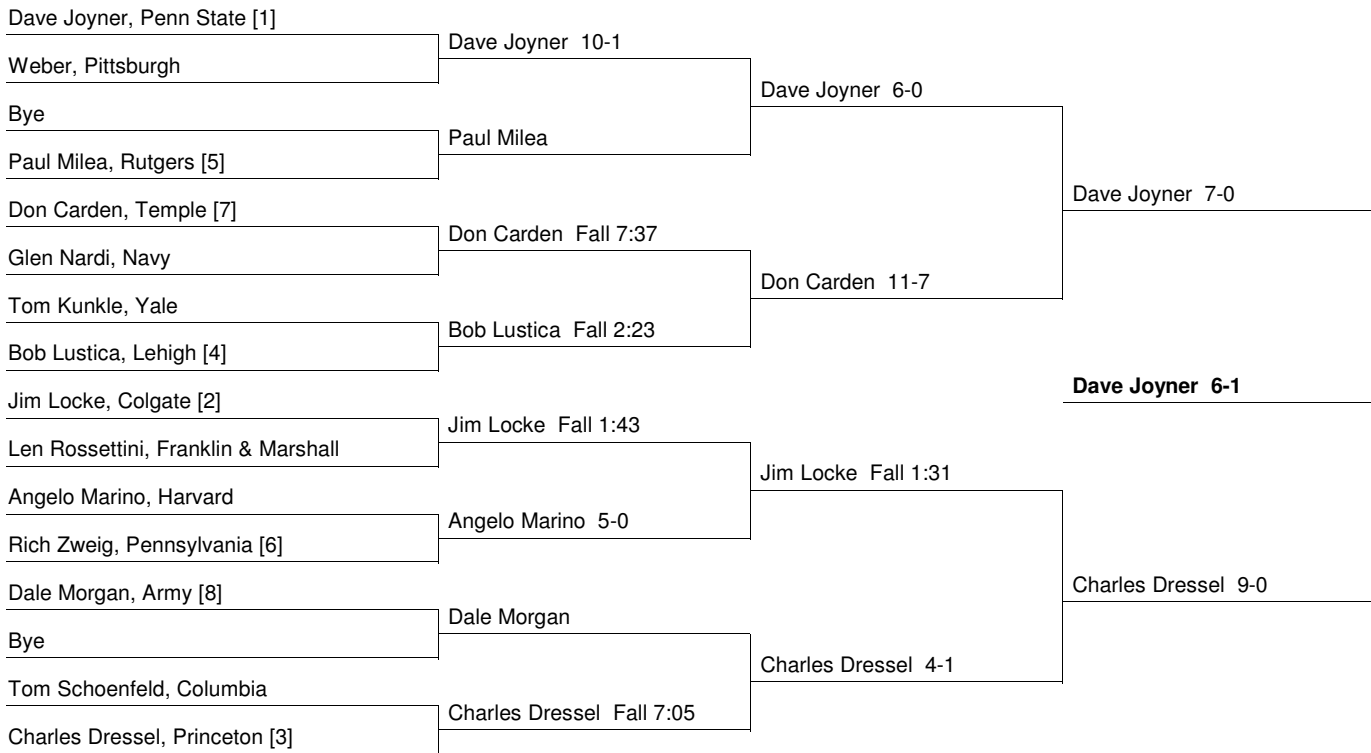 Dave Joyner, Penn State [1]
Dave Joyner 10-1
Weber, Pittsburgh
Dave Joyner 6-0
Bye
Paul Milea
Paul Milea, Rutgers [5]
Dave Joyner 7-0
Don Carden, Temple [7]
Don Carden Fall 7:37
Glen Nardi, Navy
Don Carden 11-7
Tom Kunkle, Yale
Bob Lustica Fall 2:23
Bob Lustica, Lehigh [4]
Dave Joyner 6-1
Jim Locke, Colgate [2]
Jim Locke Fall 1:43
Len Rossettini, Franklin & Marshall
Jim Locke Fall 1:31
Angelo Marino, Harvard
Angelo Marino 5-0
Rich Zweig, Pennsylvania [6]
Charles Dressel 9-0
Dale Morgan, Army [8]
Dale Morgan
Bye
Charles Dressel 4-1
Tom Schoenfeld, Columbia
Charles Dressel Fall 7:05
Charles Dressel, Princeton [3]